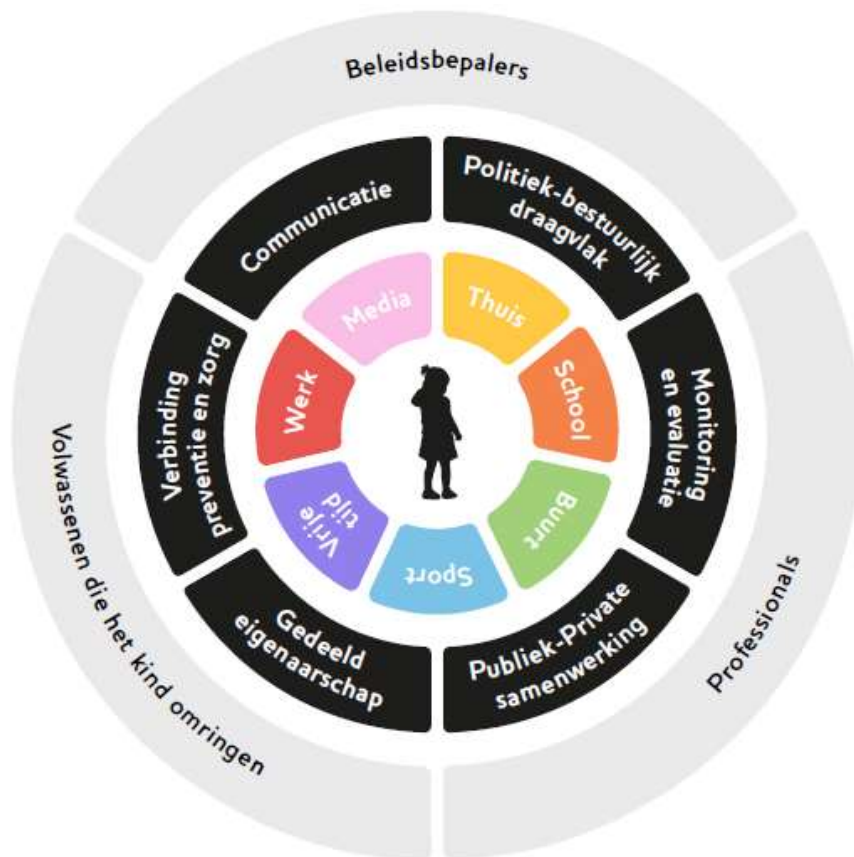 Beleidsbepalers
Professionals
Volwassenen die het kind omringen
Politiek-bestuurlijk
draagvlak
Monitoring
en evaluatie
Publiek-Private
samenwerking
Gedeeld
eigenaarschap
Verbinding
preventie en zorg
Communicatie
Thuis
School
Buurt
Sport
Vrije
tijd
Werk
Media